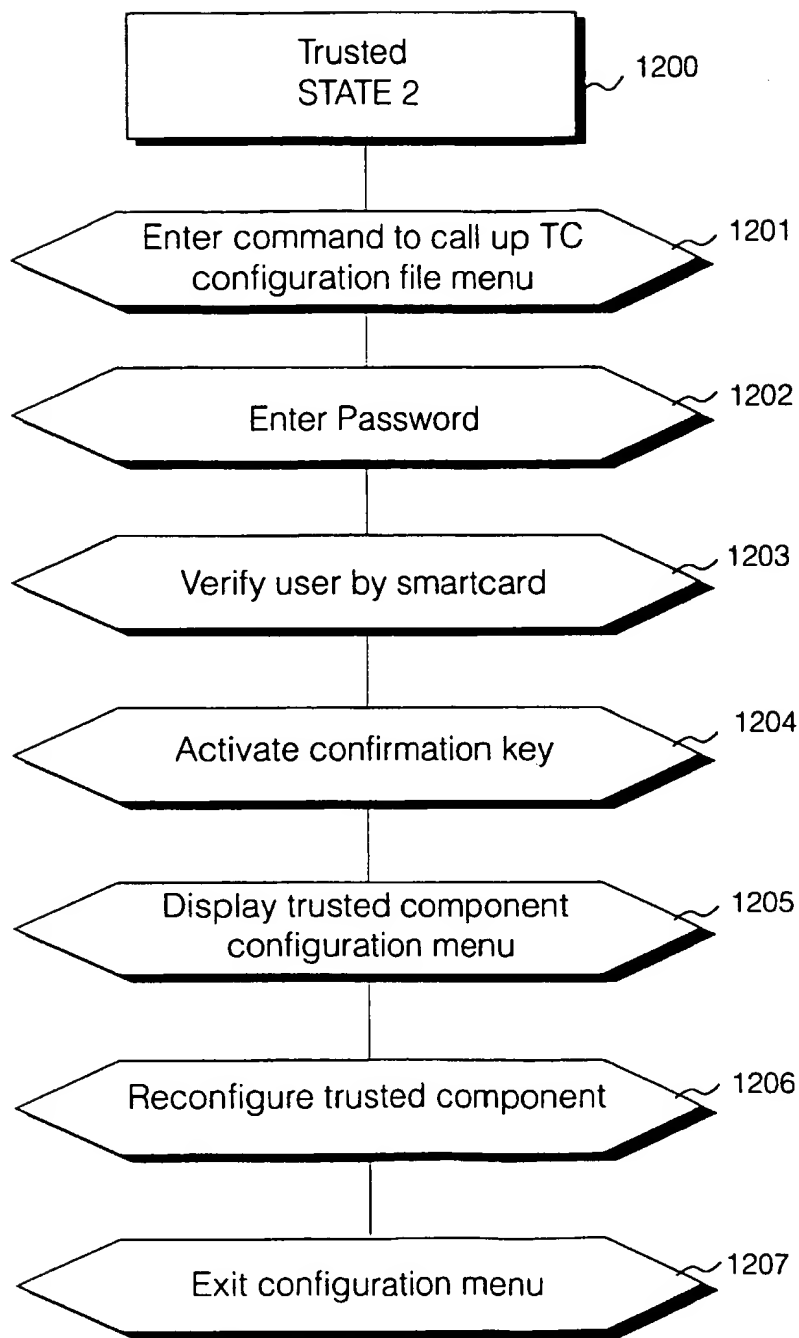 Trusted
STATE 2
1200
Enter command to call up TC
configuration file menu
1201
Enter Password
1202
Verify user by smartcard
1203
Activate confirmation key
1204
Display trusted component
configuration menu
1205
Reconfigure trusted component
1206
Exit configuration menu
1207